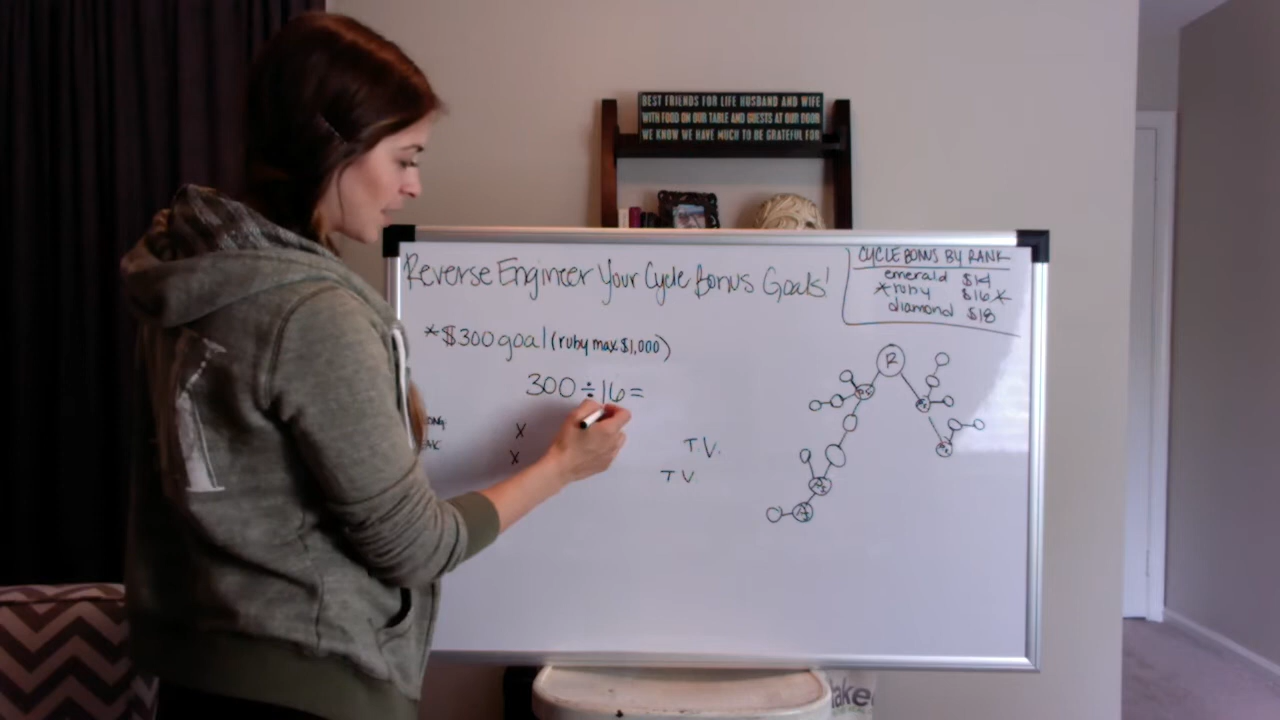 BEST FRIENDS FOR LIFE HUSBAND AND WIFE
WITH FOOD ON OUR TABLE AND GUESTS AT OUR DOOR
WE KNOW WE HAVE MUCH TO BE GRATEFUL FOR
Reverse Engineer Your Cycle Bonus Goals!
CYCLE BONUS BY RANK
emerald $14
*ruby $16*
diamond $18
*$300 goal (ruby max $1,000)
300÷16=
X
X
T.V.
T V
R